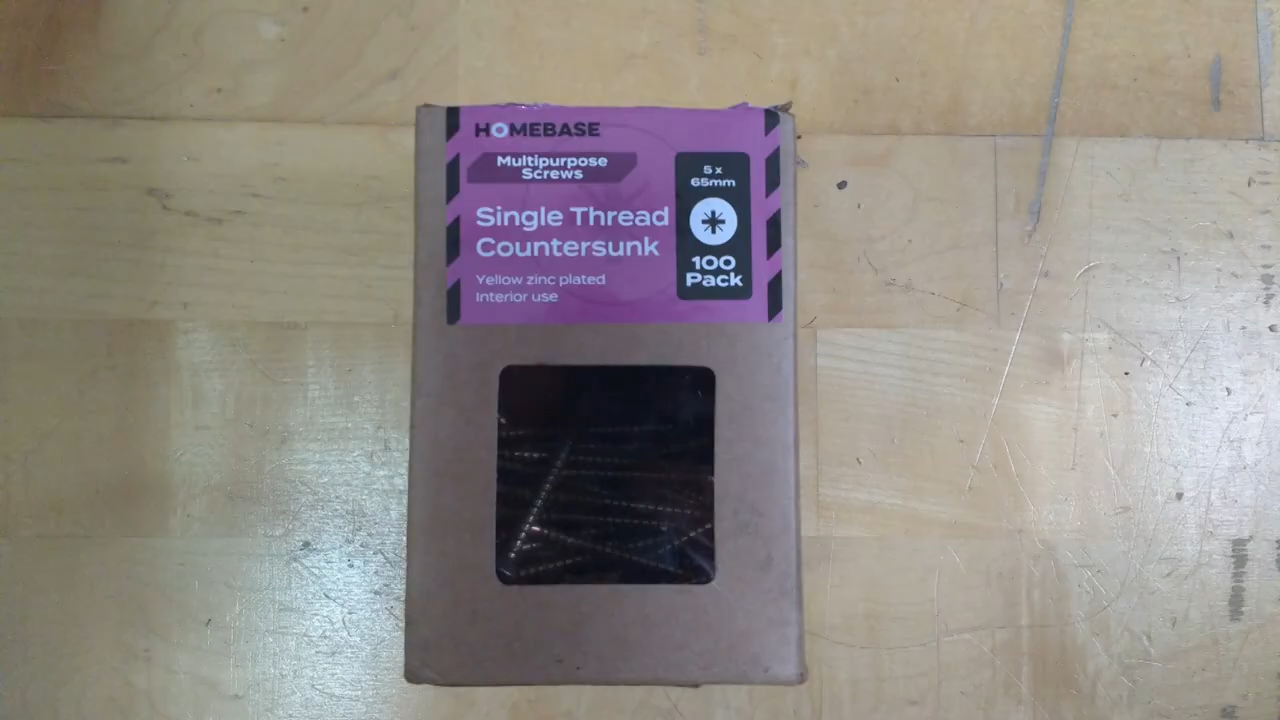 HOMEBASE
Multipurpose
Screws
Single Thread
Countersunk
Yellow zinc plated
Interior use
5 x
65mm
100
Pack